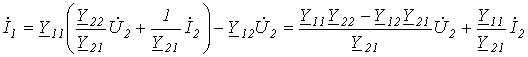 İ₁ = Y₁₁(Y₂₂/Y₂₁ U̇₂ + 1/Y₂₁ İ₂) − Y₁₂U̇₂ = (Y₁₁Y₂₂ − Y₁₂Y₂₁)/Y₂₁ U̇₂ + Y₁₁/Y₂₁ İ₂